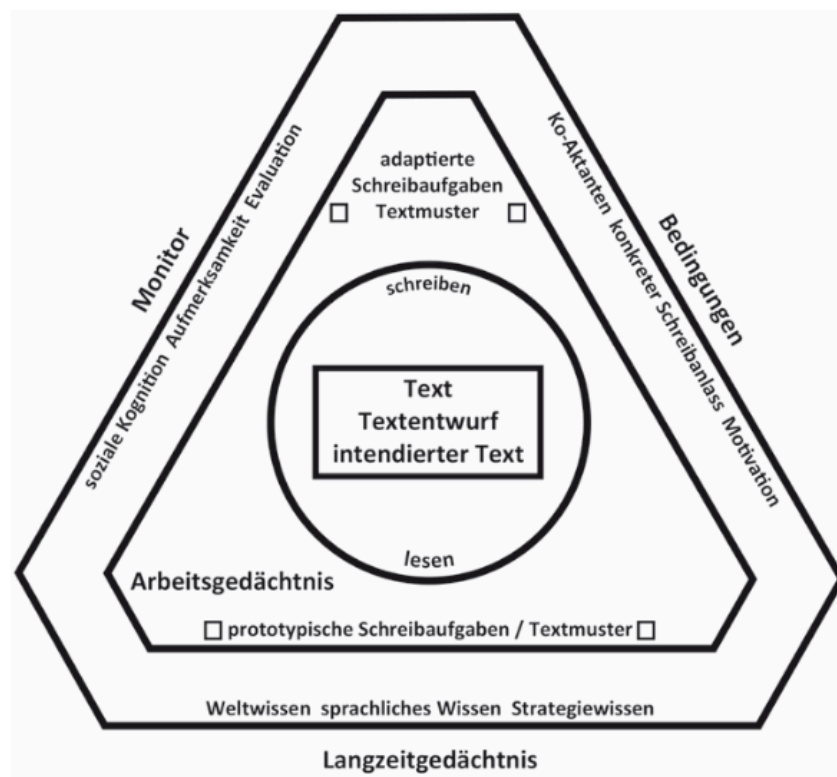 adaptierte
Schreibaufgaben
Textmuster
Monitor
soziale Kognition Aufmerksamkeit Evaluation
Bedingungen
Ko-Aktanten konkreter Schreibanlass Motivation
schreiben
Text
Textentwurf
intendierter Text
lesen
Arbeitsgedächtnis
prototypische Schreibaufgaben / Textmuster
Weltwissen sprachliches Wissen Strategiewissen
Langzeitgedächtnis